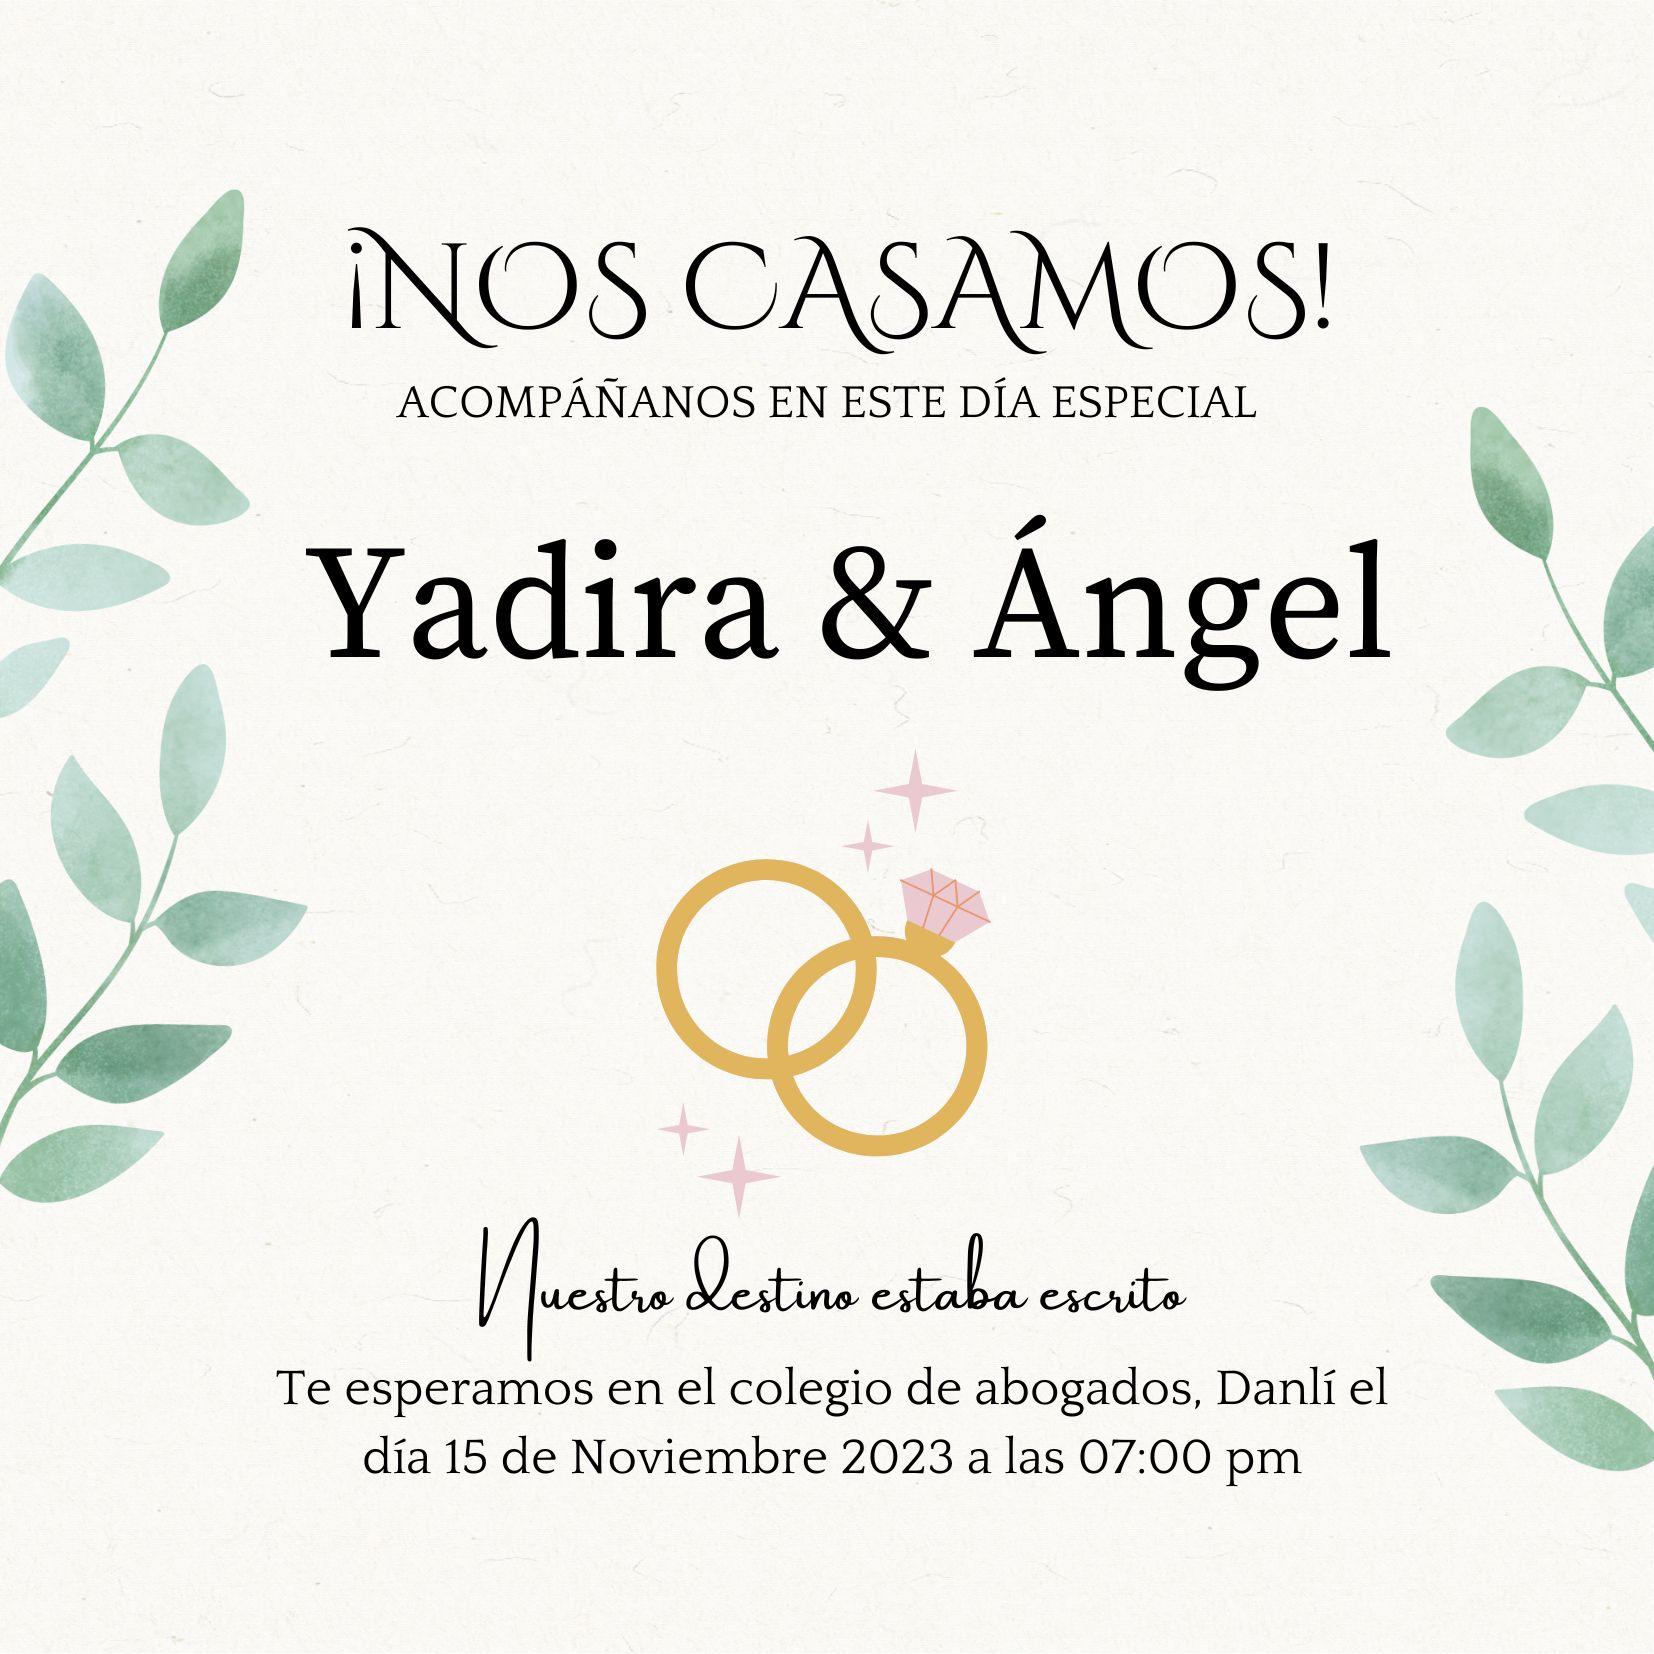 ¡NOS CASAMOS!
ACOMPÁÑANOS EN ESTE DÍA ESPECIAL
Yadira & Ángel
Nuestro destino estaba escrito
Te esperamos en el colegio de abogados, Danlí el
día 15 de Noviembre 2023 a las 07:00 pm